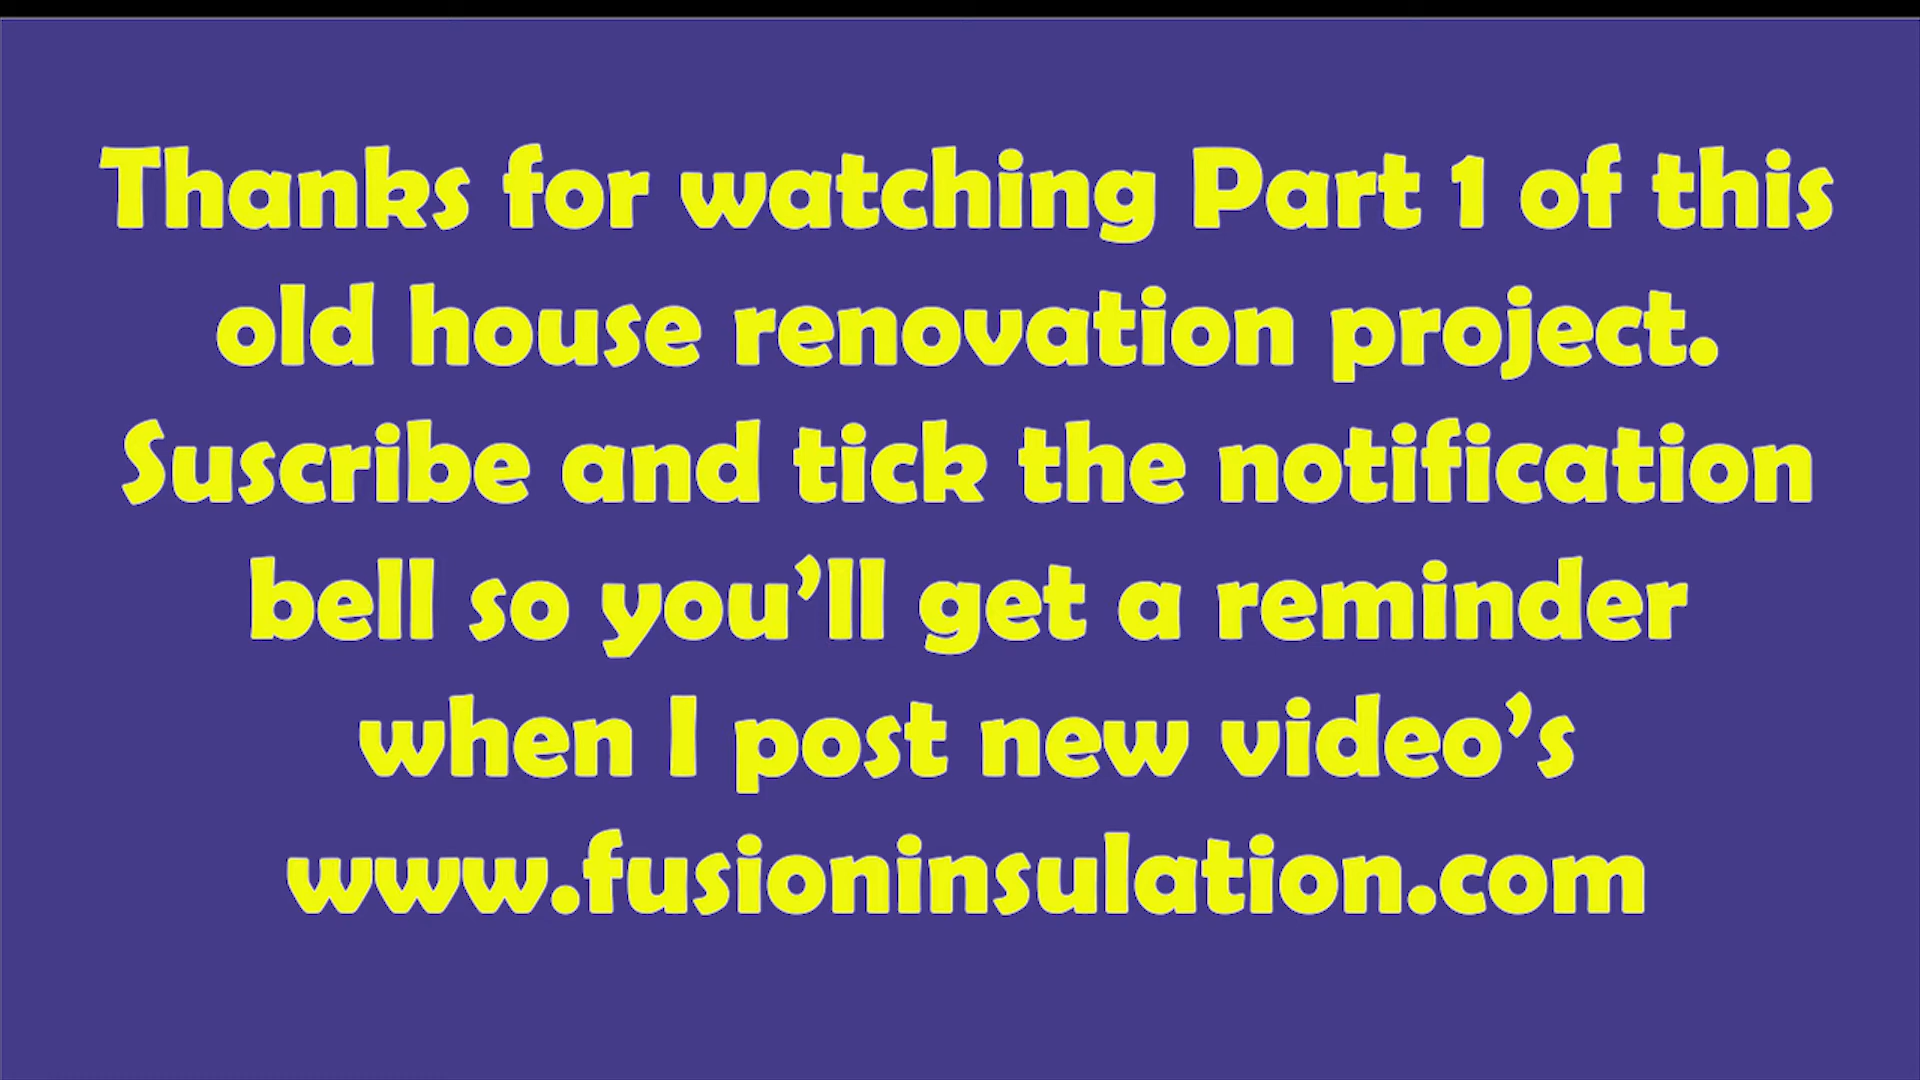 Thanks for watching Part 1 of this
old house renovation project.
Suscribe and tick the notification
bell so you’ll get a reminder
when I post new video’s
www.fusioninsulation.com